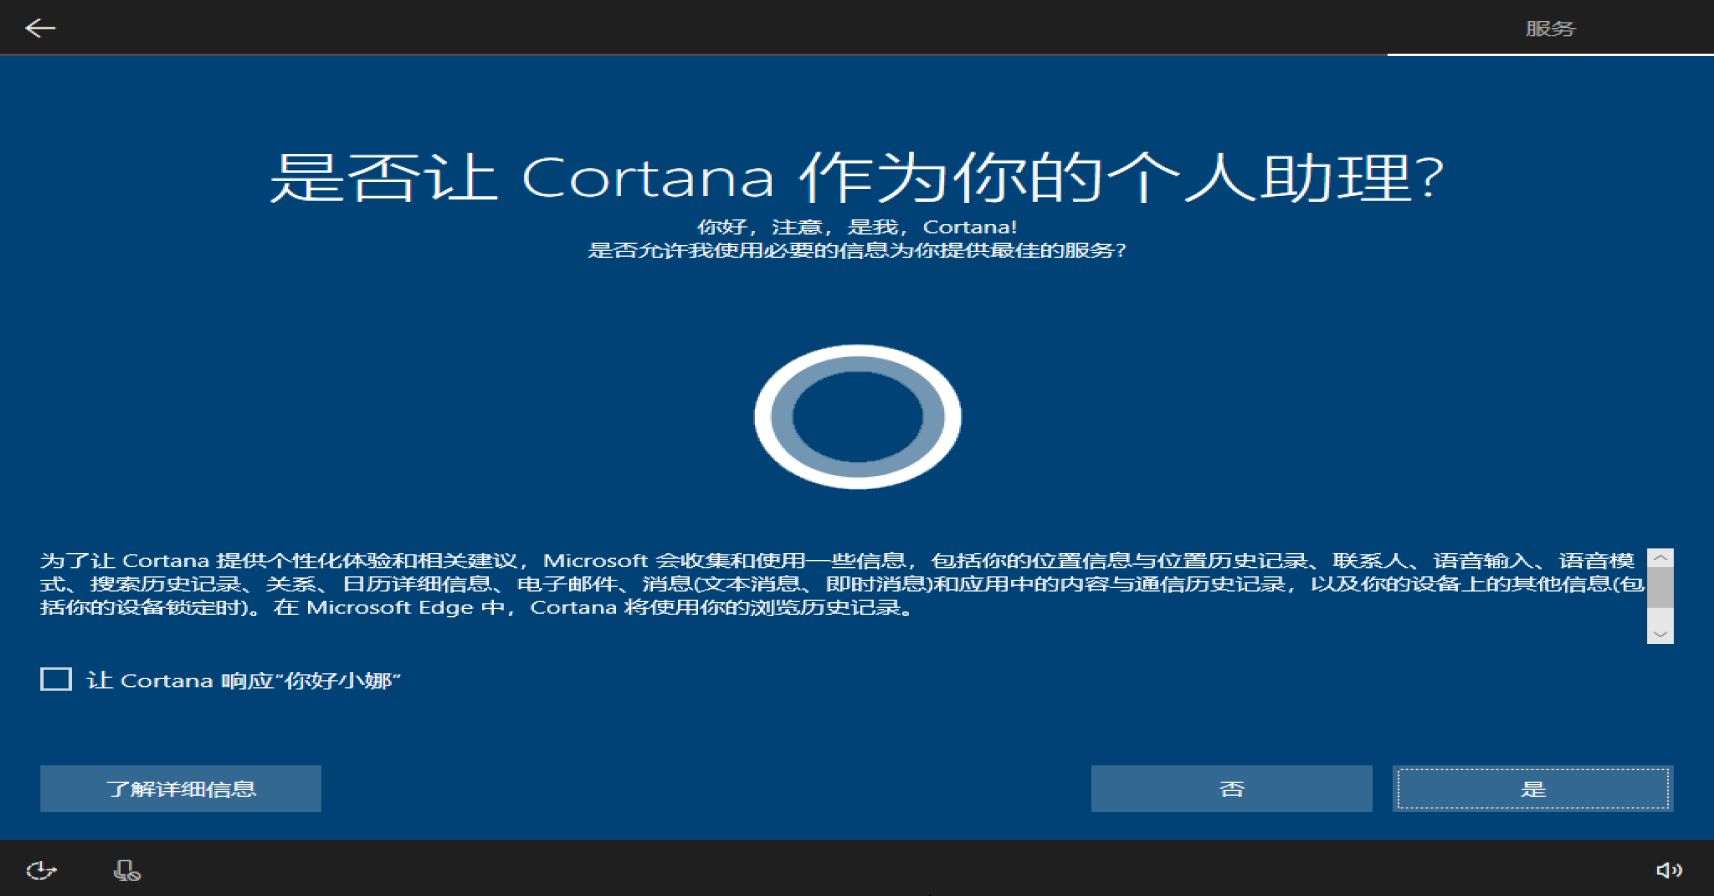 服务
是否让 Cortana 作为你的个人助理?
你好，注意，是我，Cortana!
是否允许我使用必要的信息为你提供最佳的服务?
为了让 Cortana 提供个性化体验和相关建议，Microsoft 会收集和使用一些信息，包括你的位置信息与位置历史记录、联系人、语音输入、语音模
式、搜索历史记录、关系、日历详细信息、电子邮件、消息(文本消息、即时消息)和应用中的内容与通信历史记录，以及你的设备上的其他信息(包
括你的设备锁定时)。在 Microsoft Edge 中，Cortana 将使用你的浏览历史记录。
让 Cortana 响应"你好小娜"
了解详细信息
否
是